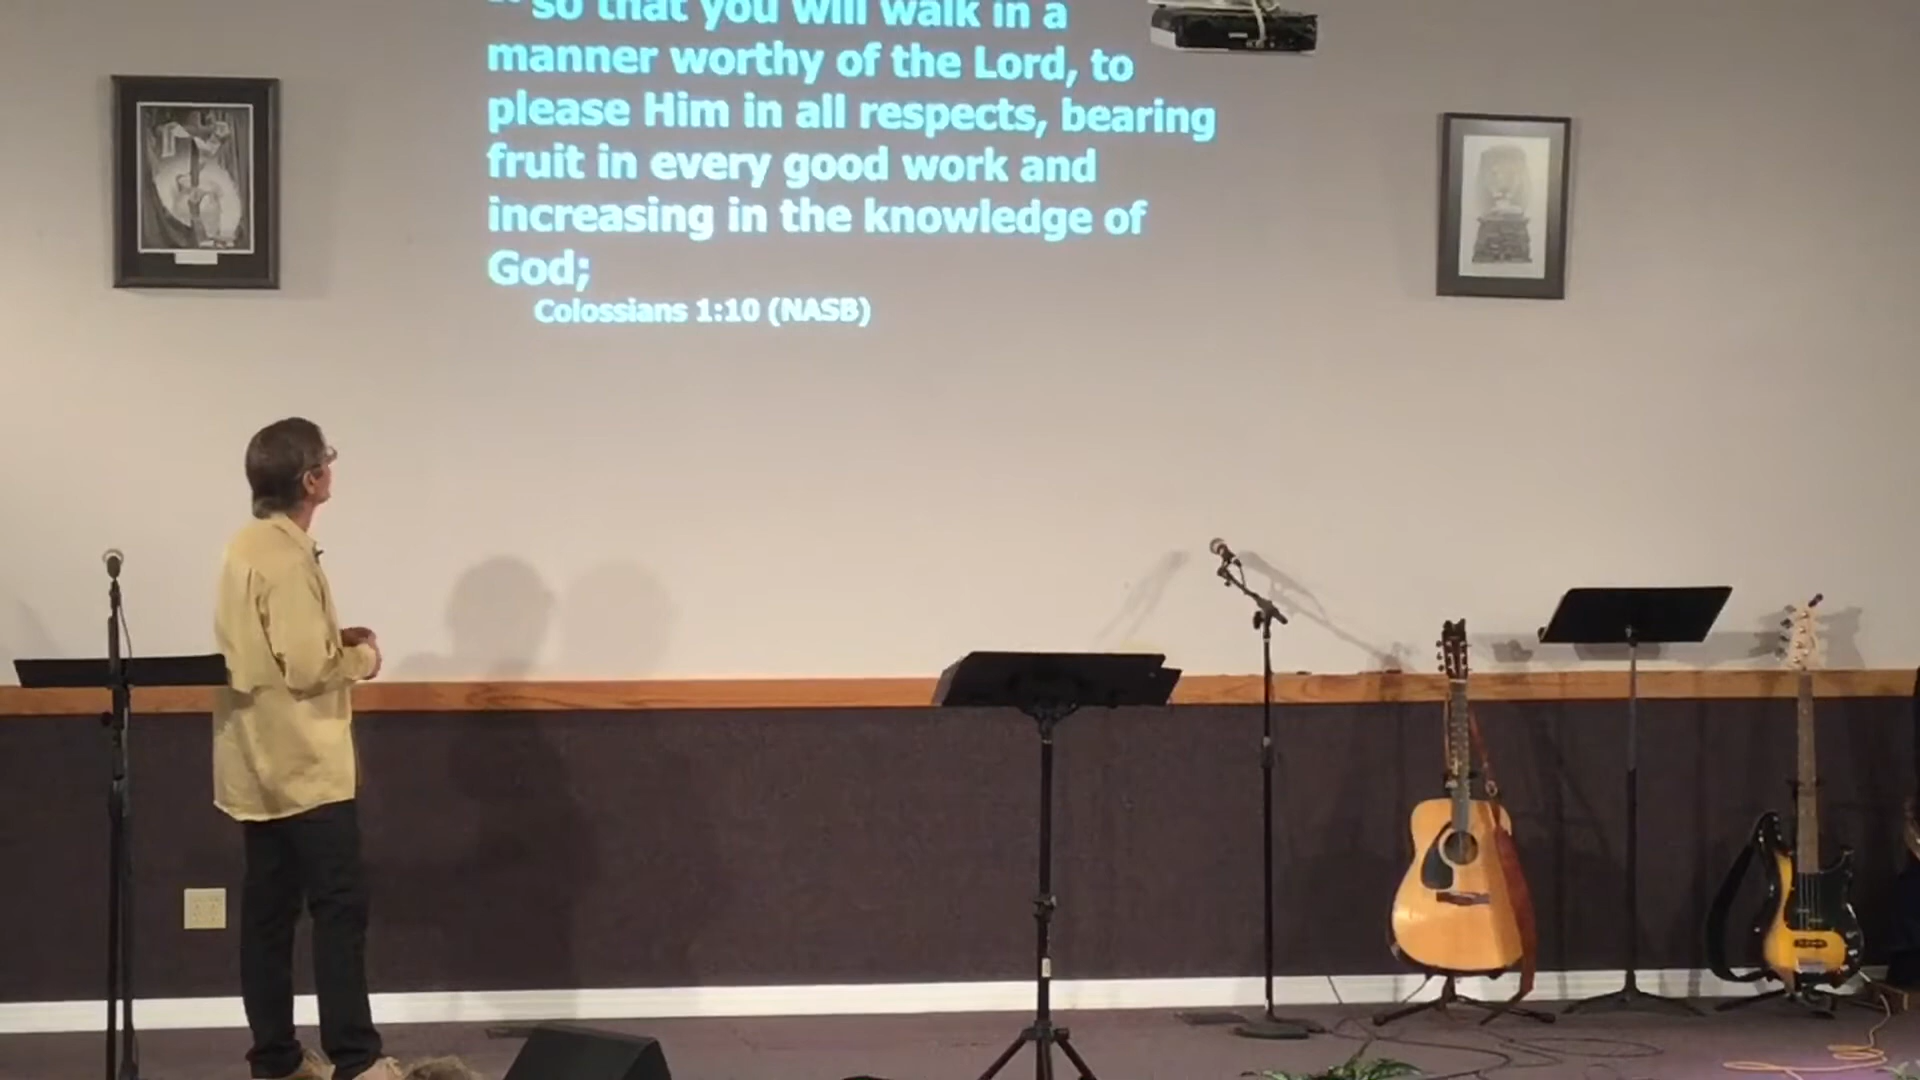 so that you will walk in a
manner worthy of the Lord, to
please Him in all respects, bearing
fruit in every good work and
increasing in the knowledge of
God;
Colossians 1:10 (NASB)